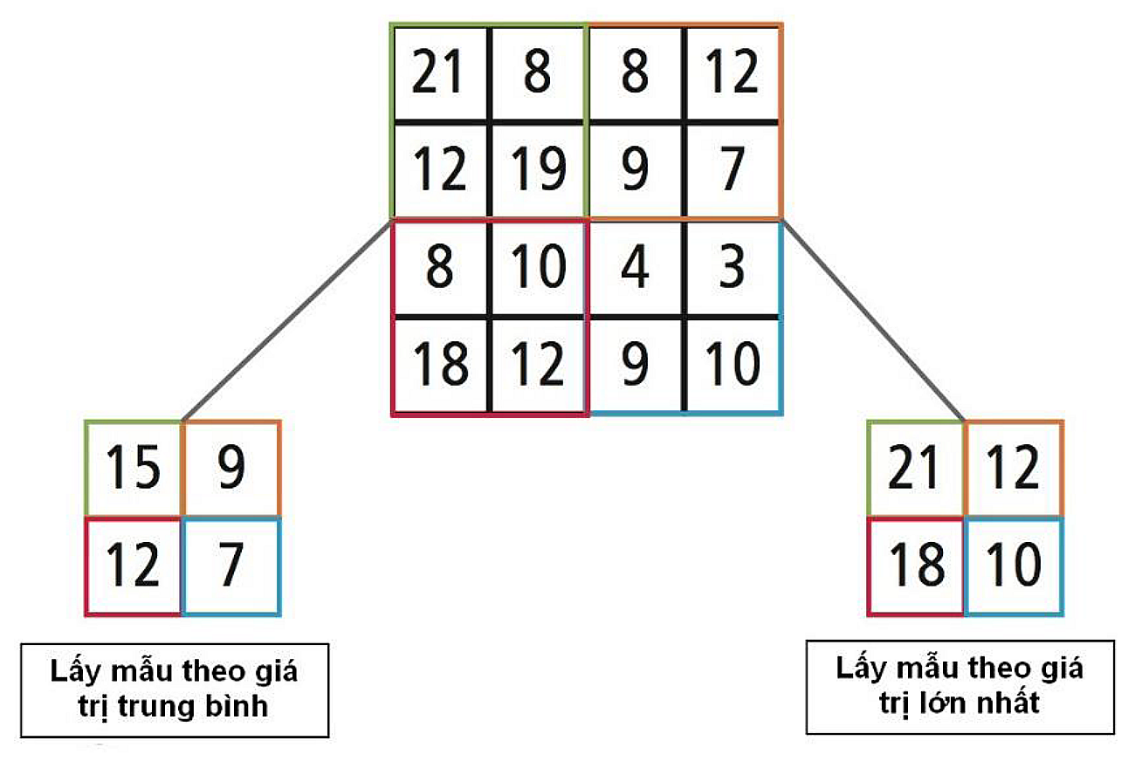 21 8 8 12
12 19 9 7
8 10 4 3
18 12 9 10
15 9
12 7
Lấy mẫu theo giá
trị trung bình
21 12
18 10
Lấy mẫu theo giá
trị lớn nhất